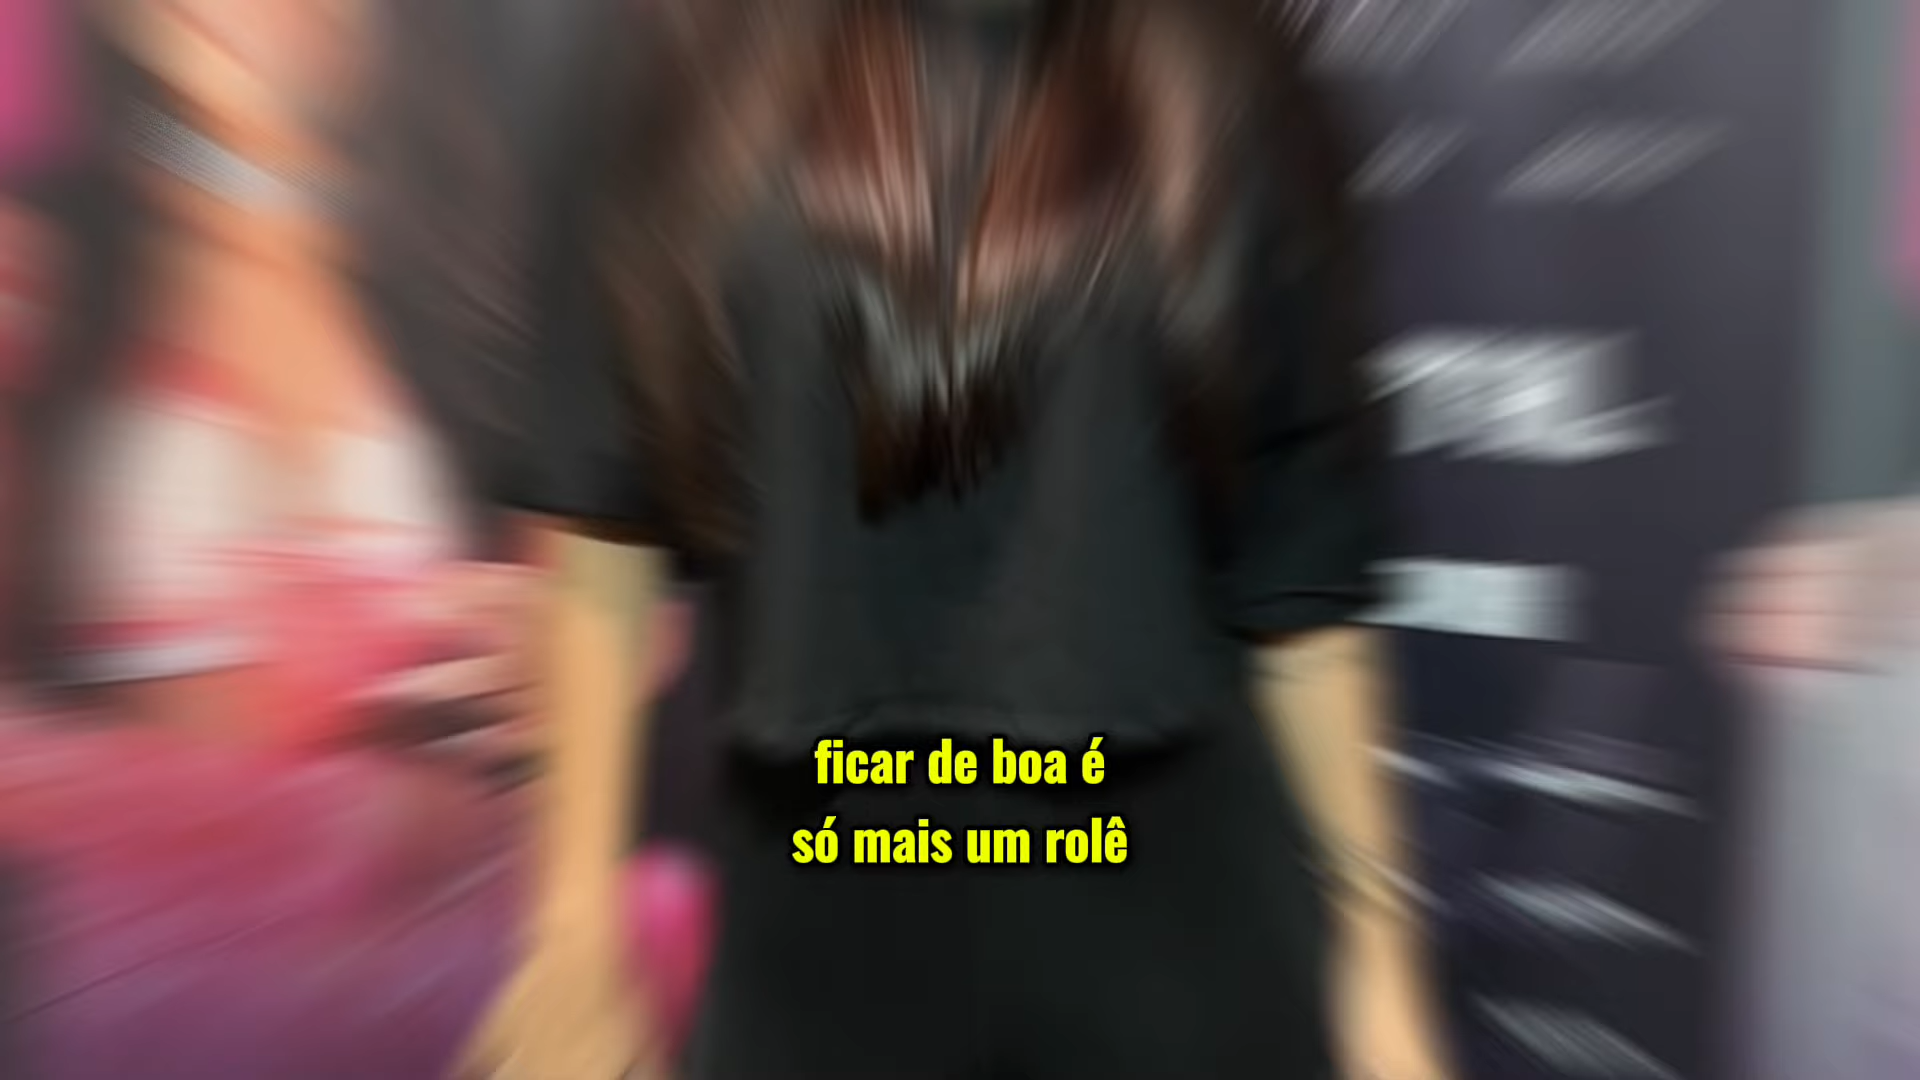 ficar de boa é
só mais um rolê